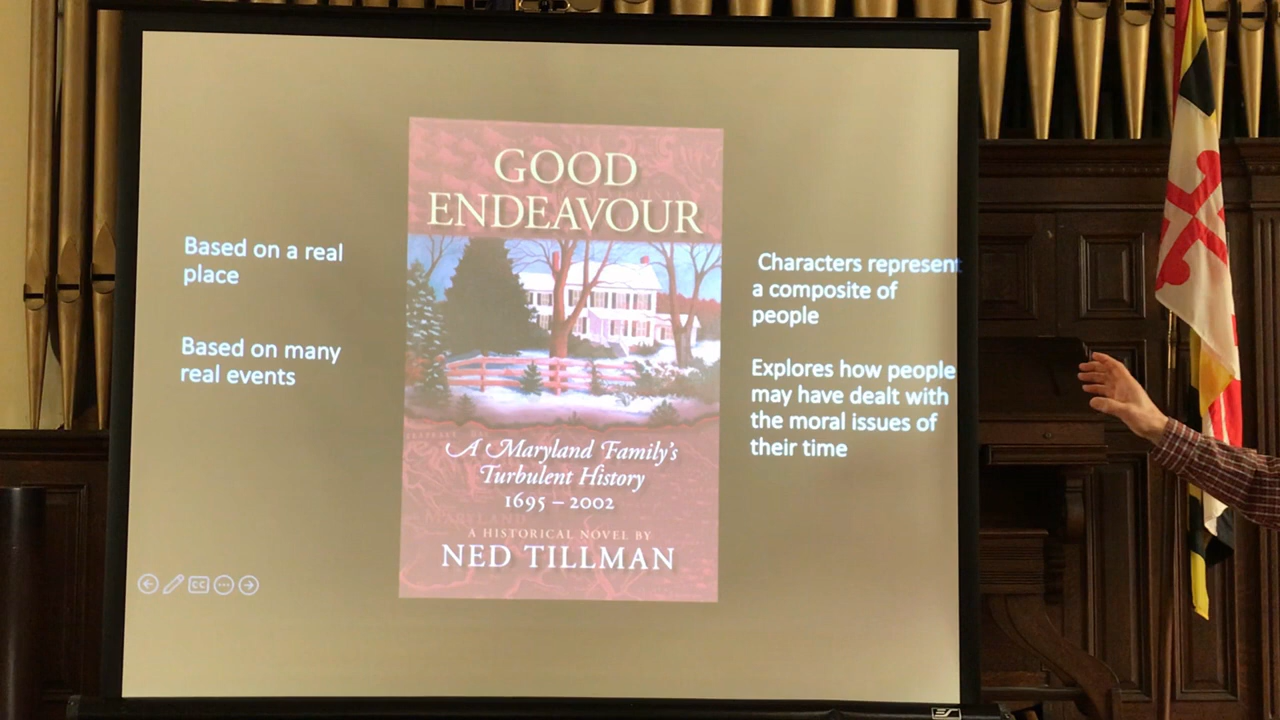 Based on a real
place
Based on many
real events
GOOD
ENDEAVOUR
A Maryland Family's
Turbulent History
1695 – 2002
A HISTORICAL NOVEL BY
NED TILLMAN
Characters represent
a composite of
people
Explores how people
may have dealt with
the moral issues of
their time
CC